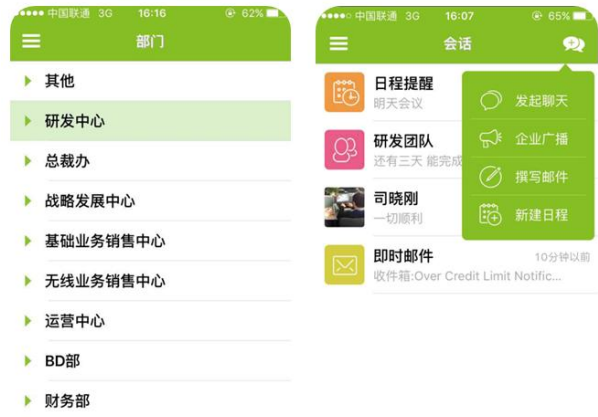 中国联通 3G 16:16 62%
部门
其他
研发中心
总裁办
战略发展中心
基础业务销售中心
无线业务销售中心
运营中心
BD部
财务部
中国联通 3G 16:07 65%
会话
日程提醒
明天会议
研发团队
还有三天 能完成
司晓刚
一切顺利
即时邮件
10分钟以前
收件箱:Over Credit Limit Notific...
发起聊天
企业广播
撰写邮件
新建日程